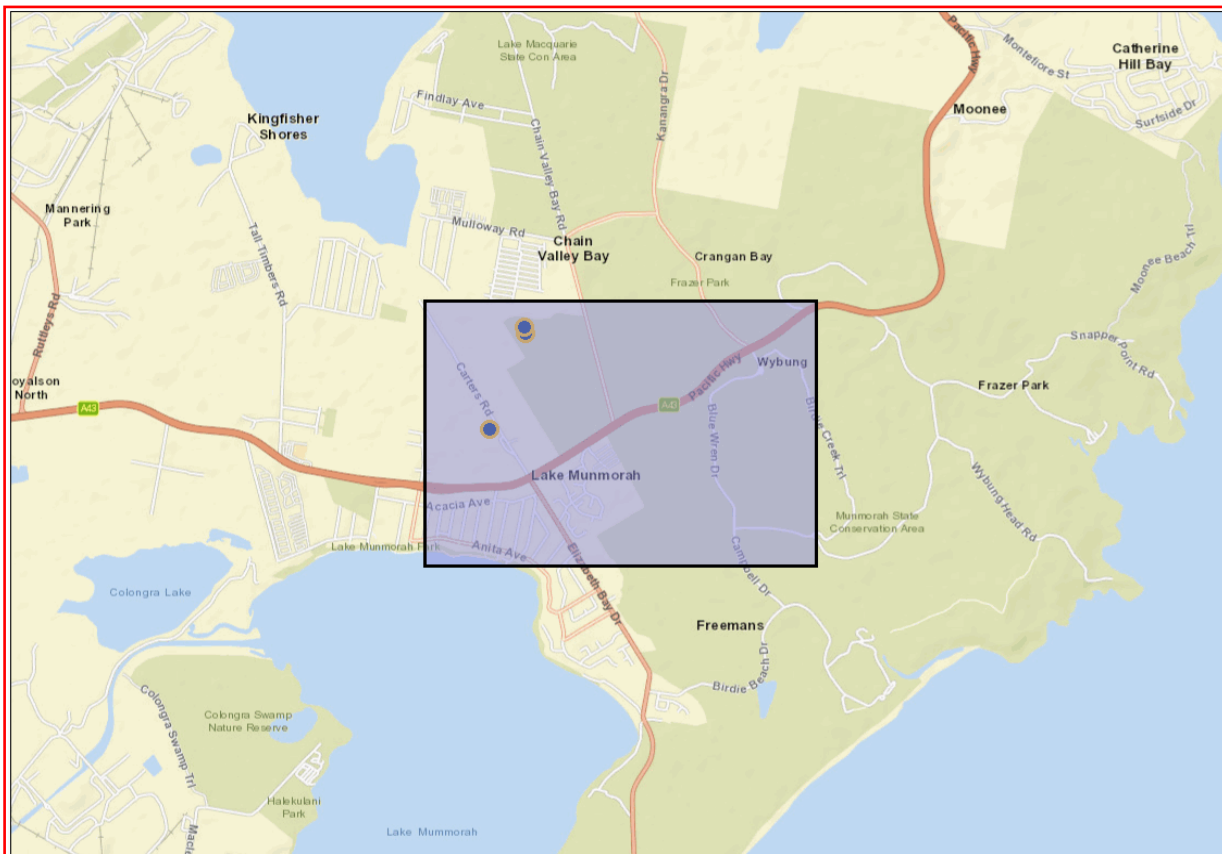 Lake Macquarie
State Con Area
Pacific Hwy
Montefiore St
Catherine
Hill Bay
Findlay Ave
Kanangra Dr
Moonee
Kingfisher
Shores
Chain Valley Bay Rd
Surfside Dr
Mannering
Park
Tall Timbers Rd
Mulloway Rd
Chain
Valley Bay
Crangan Bay
Moonee Beach Trl
Frazer Park
Ruttleys Rd
Snapper Point Rd
Carters Rd
Pacific Hwy
Wybung
oyalson
North
Frazer Park
A43
A43
Blue Wren Dr
Birdie Creek Trl
Lake Munmorah
Wybung Head Rd
Acacia Ave
Munmorah State
Conservation Area
Lake Munmorah Park
Anita Ave
Elizabeth Bay Dr
Campbell Dr
Colongra Lake
Freemans
Birdie Beach Dr
Colongra Swamp Trl
Colongra Swamp
Nature Reserve
Halekulani
Park
Lake Mummorah